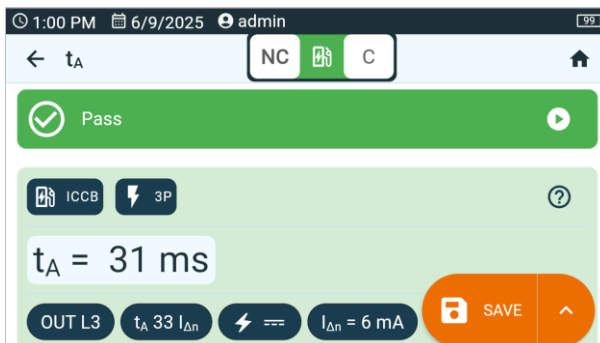 1:00 PM 6/9/2025 admin 99
← tA NC C
Pass
ICCB 3P
tA = 31 ms
OUT L3 tA 33 IΔn IΔn = 6 mA SAVE